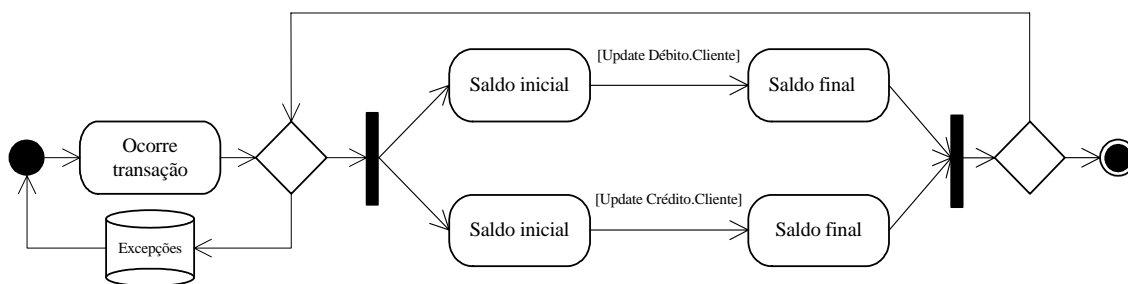 [Update Débito.Cliente]
Saldo inicial
Saldo final
Ocorre
transação
[Update Crédito.Cliente]
Saldo inicial
Saldo final
Excepções